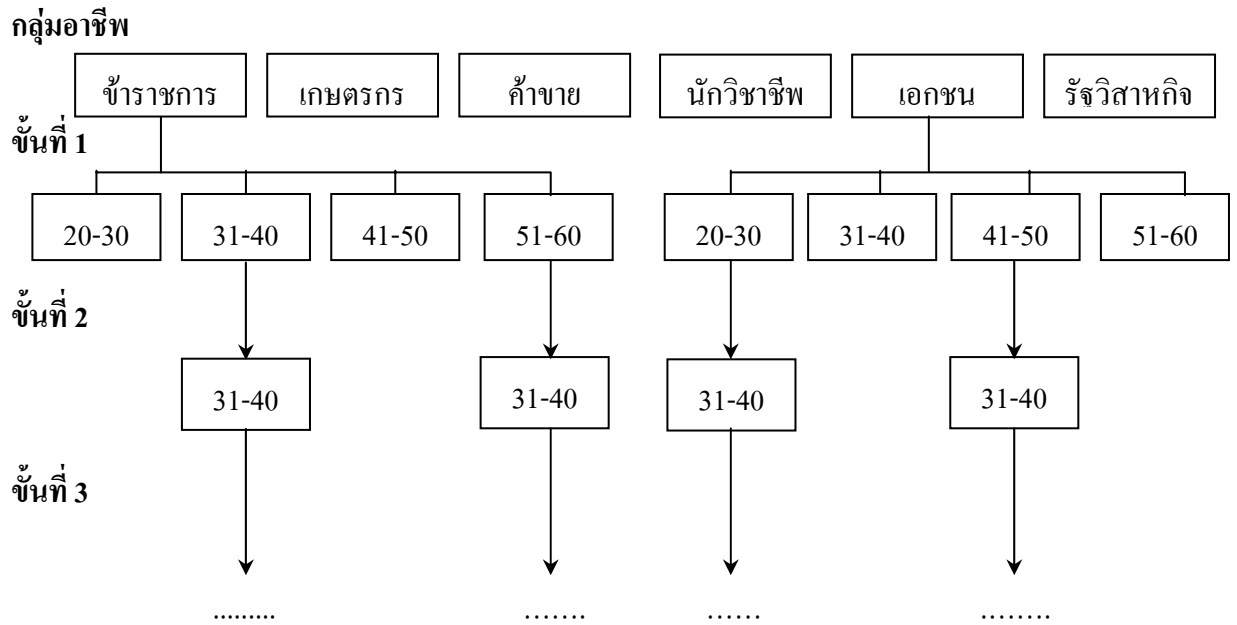 กลุ่มอาชีพ
ข้าราชการ เกษตรกร ค้าขาย นักวิชาชีพ เอกชน รัฐวิสาหกิจ
ขั้นที่ 1
20-30 31-40 41-50 51-60 20-30 31-40 41-50 51-60
ขั้นที่ 2
31-40 31-40 31-40 31-40
ขั้นที่ 3
......... ....... ...... ........